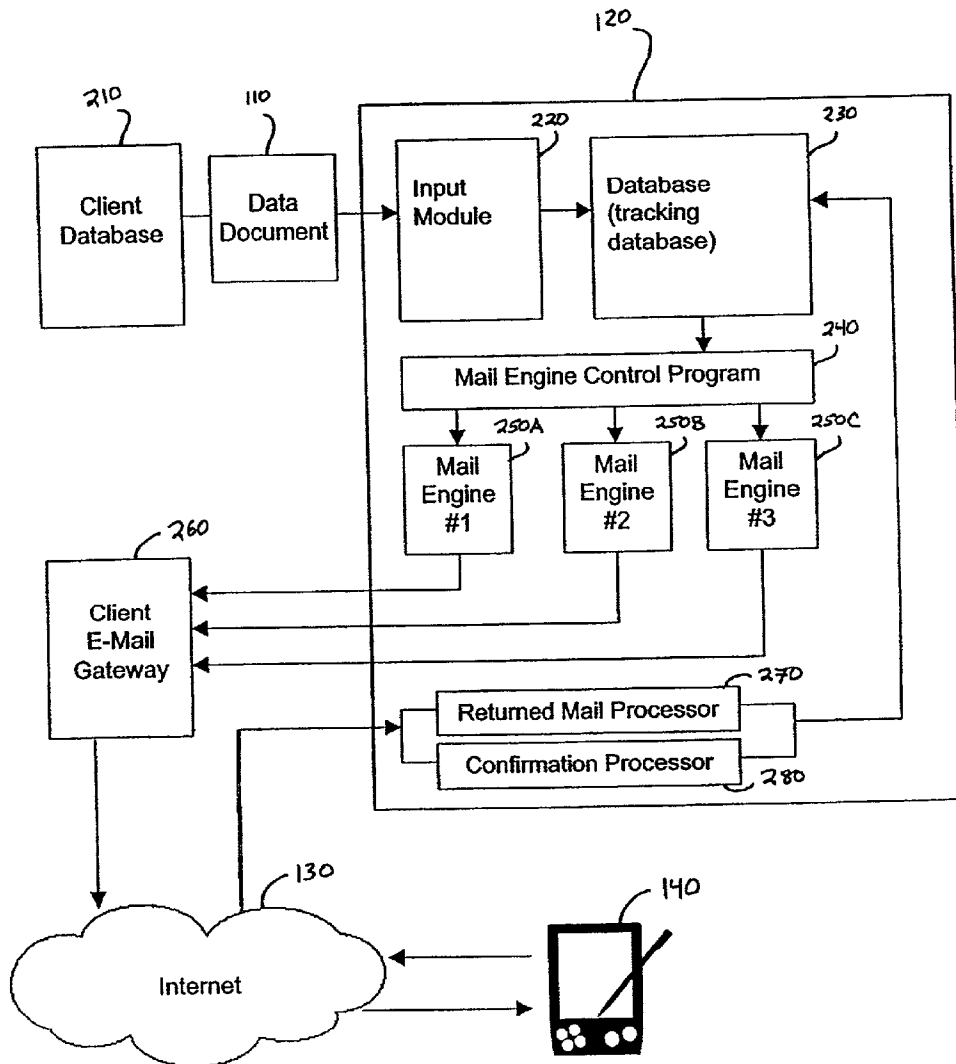 120
210
110
220
230
Client
Database
Data
Document
Input
Module
Database
(tracking
database)
240
Mail Engine Control Program
250A
250B
250C
Mail
Engine
#1
Mail
Engine
#2
Mail
Engine
#3
260
Client
E-Mail
Gateway
270
Returned Mail Processor
Confirmation Processor
280
130
140
Internet